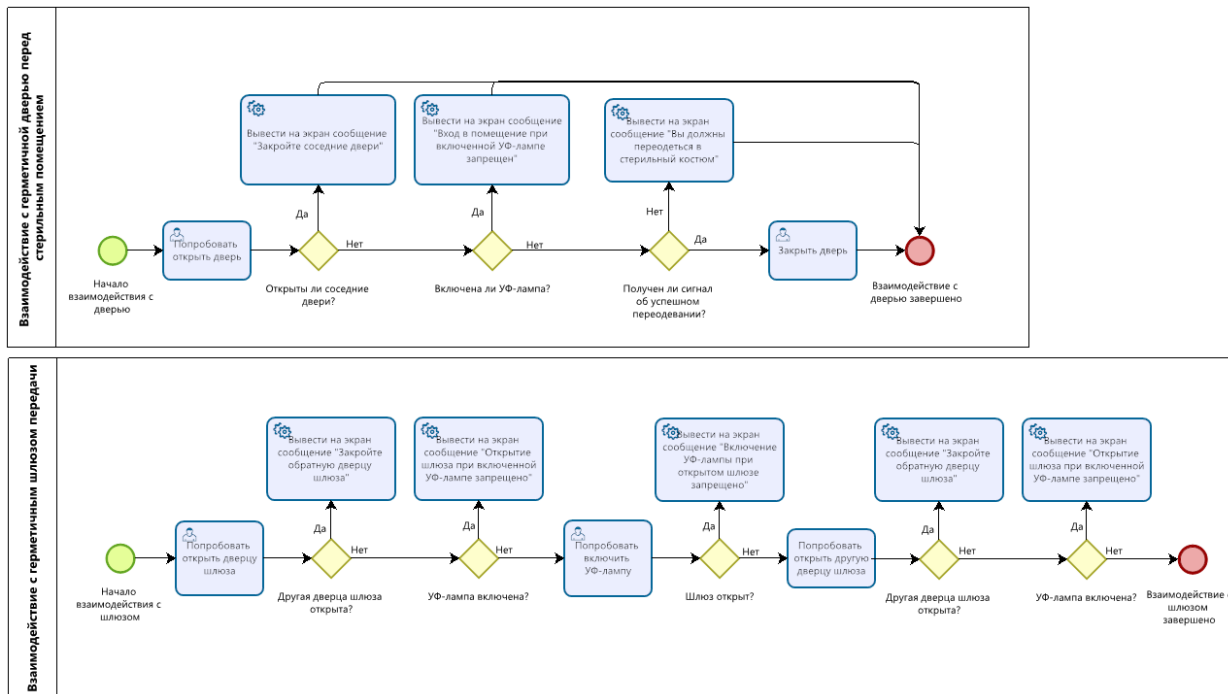 Взаимодействие с герметичной дверью перед
стерильным помещением
Вывести на экран сообщение
"Закройте соседние двери"
Вывести на экран сообщение
"Вход в помещение при
включенной УФ-лампе
запрещен"
Вывести на экран
сообщение "Вы должны
переодеться в
стерильный костюм"
Да
Да
Нет
Попробовать
открыть дверь
Нет
Нет
Да
Закрыть дверь
Начало
взаимодействия с
дверью
Открыты ли соседние
двери?
Включена ли УФ-лампа?
Получен ли сигнал
об успешном
переодевании?
Взаимодействие с
дверью завершено
Взаимодействие с герметичным шлюзом передачи
Вывести на экран
сообщение "Закройте
обратную дверцу
шлюза"
Вывести на экран
сообщение "Открытие
шлюза при включенной
УФ-лампе запрещено"
Вывести на экран
сообщение "Включение
УФ-лампы при
открытом шлюзе
запрещено"
Вывести на экран
сообщение "Закройте
обратную дверцу
шлюза"
Вывести на экран
сообщение "Открытие
шлюза при включенной
УФ-лампе запрещено"
Да
Да
Да
Да
Да
Попробовать
открыть дверцу
шлюза
Нет
Нет
Попробовать
включить
УФ-лампу
Нет
Попробовать
открыть другую
дверцу шлюза
Нет
Нет
Начало
взаимодействия с
шлюзом
Другая дверца шлюза
открыта?
УФ-лампа включена?
Шлюз открыт?
Другая дверца шлюза
открыта?
УФ-лампа включена?
Взаимодействие с
шлюзом
завершено